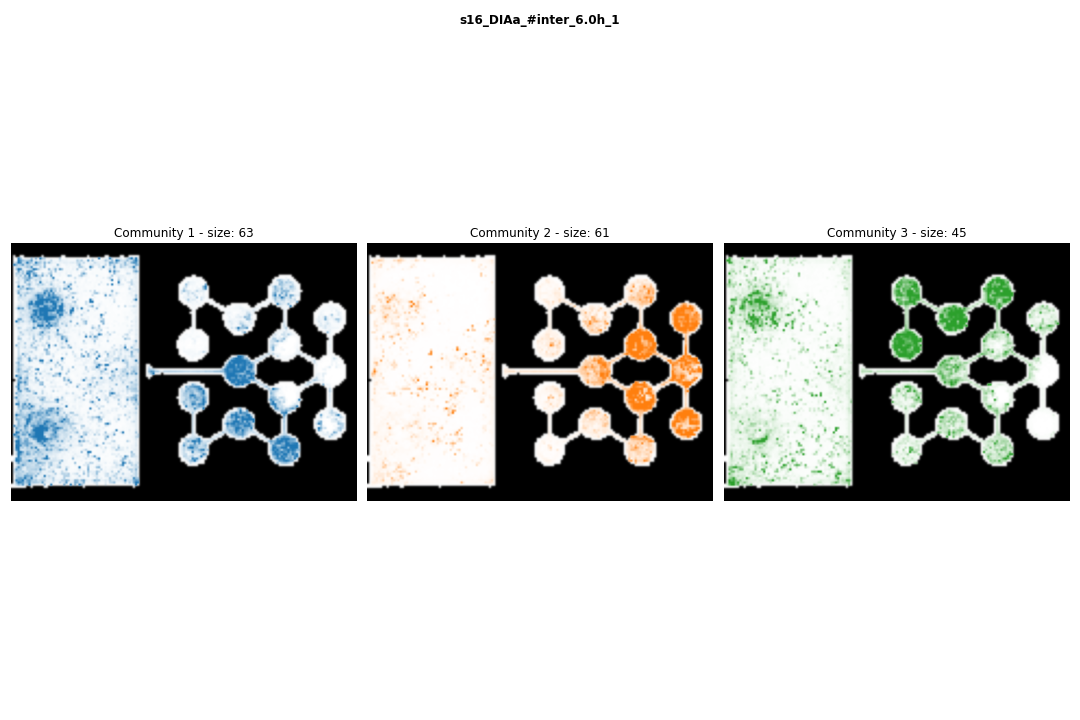 s16_DIAa_#inter_6.0h_1
Community 1 - size: 63
Community 2 - size: 61
Community 3 - size: 45